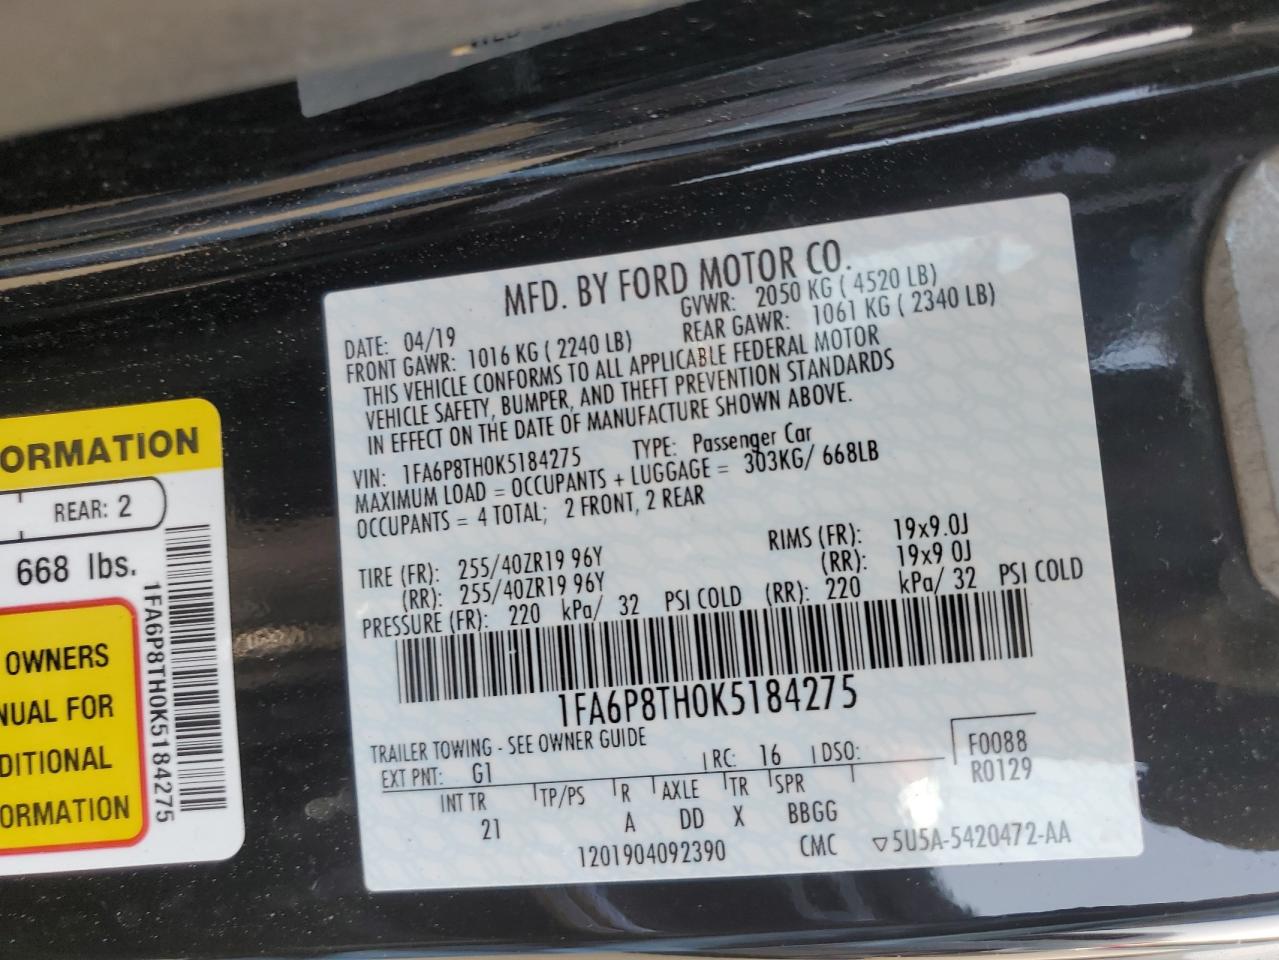 MFD. BY FORD MOTOR CO.
DATE: 04/19 GVWR: 2050 KG ( 4520 LB)
FRONT GAWR: 1016 KG ( 2240 LB) REAR GAWR: 1061 KG ( 2340 LB)
THIS VEHICLE CONFORMS TO ALL APPLICABLE FEDERAL MOTOR
VEHICLE SAFETY, BUMPER, AND THEFT PREVENTION STANDARDS
IN EFFECT ON THE DATE OF MANUFACTURE SHOWN ABOVE.
VIN: 1FA6P8TH0K5184275 TYPE: Passenger Car
MAXIMUM LOAD = OCCUPANTS + LUGGAGE = 303KG/ 668LB
OCCUPANTS = 4 TOTAL; 2 FRONT, 2 REAR
TIRE (FR): 255/40ZR19 96Y RIMS (FR): 19x9.0J
(RR): 255/40ZR19 96Y (RR): 19x9 0J
PRESSURE (FR): 220 kPa/ 32 PSI COLD (RR): 220 kPa/ 32 PSI COLD
1FA6P8TH0K5184275
TRAILER TOWING - SEE OWNER GUIDE
EXT PNT: G1 RC: 16 DSO: F0088
R0129
INT TR TP/PS R AXLE TR SPR
21 A DD X BBGG
1201904092390 CMC 5U5A-5420472-AA
ORMATION
REAR: 2
668 lbs.
OWNERS
NUAL FOR
DITIONAL
ORMATION
1FA6P8TH0K5184275